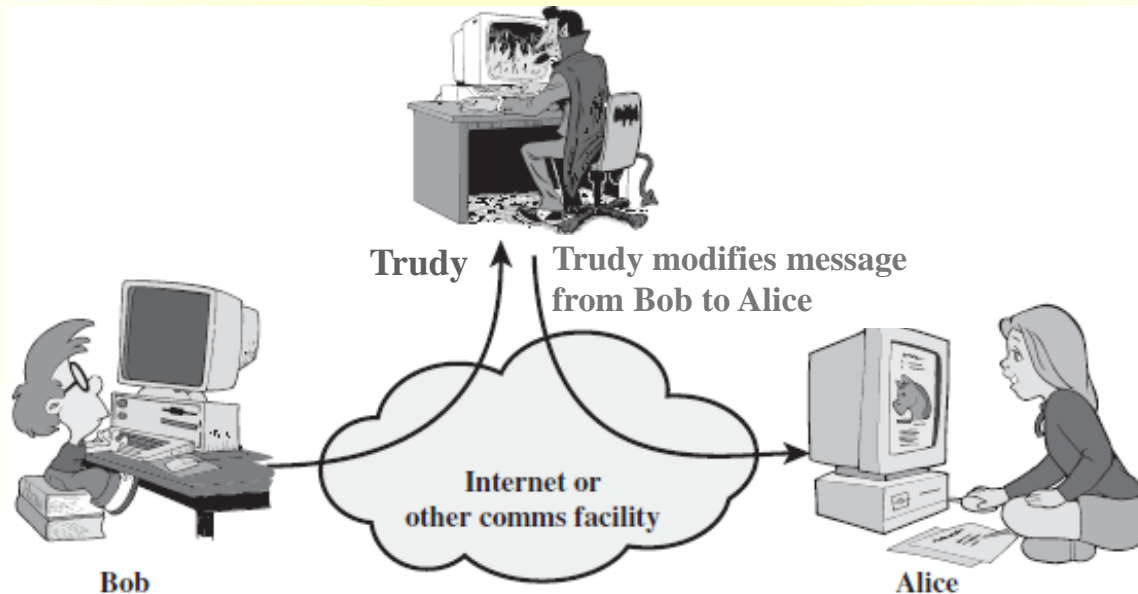 Trudy
Trudy modifies message
from Bob to Alice
Internet or
other comms facility
Bob
Alice